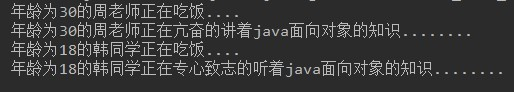 年龄为30的周老师正在吃饭....
年龄为30的周老师正在亢奋的讲着java面向对象的知识........
年龄为18的韩同学正在吃饭....
年龄为18的韩同学正在专心致志的听着java面向对象的知识........